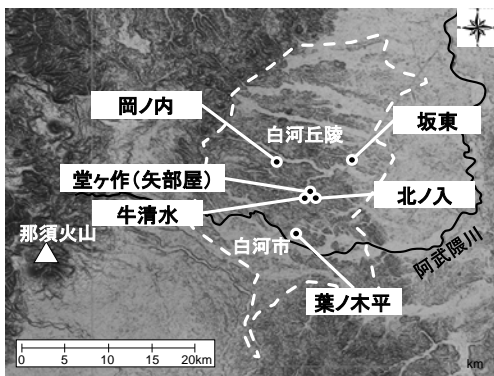 岡ノ内
白河丘陵
坂東
堂ヶ作(矢部屋)
北ノ入
牛清水
那須火山
白河市
阿武隈川
葉ノ木平
0 5 10 15 20km
km